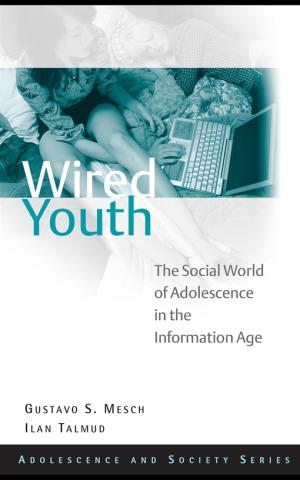 Wired
Youth
The Social World
of Adolescence
in the
Information Age
Gustavo S. Mesch
Ilan Talmud
Adolescence and Society Series